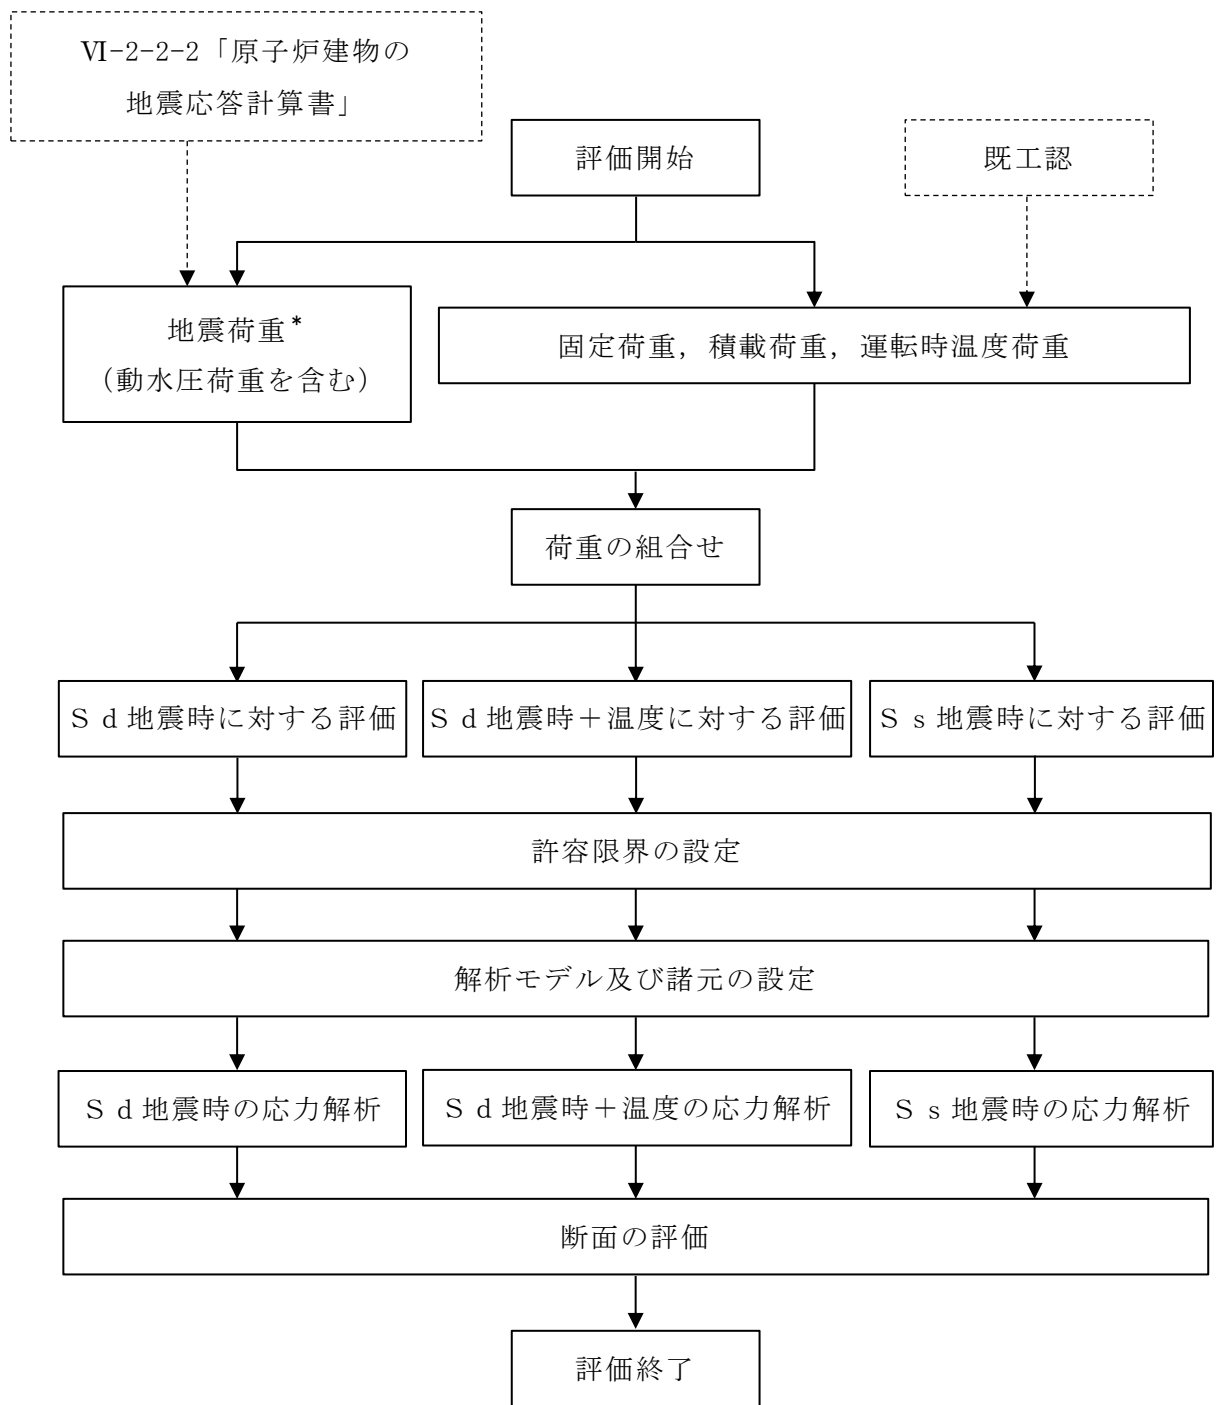 Ⅵ-2-2-2「原子炉建物の
地震応答計算書」
評価開始
既工認
地震荷重*
（動水圧荷重を含む）
固定荷重，積載荷重，運転時温度荷重
荷重の組合せ
Ｓｄ地震時に対する評価
Ｓｄ地震時＋温度に対する評価
Ｓｓ地震時に対する評価
許容限界の設定
解析モデル及び諸元の設定
Ｓｄ地震時の応力解析
Ｓｄ地震時＋温度の応力解析
Ｓｓ地震時の応力解析
断面の評価
評価終了